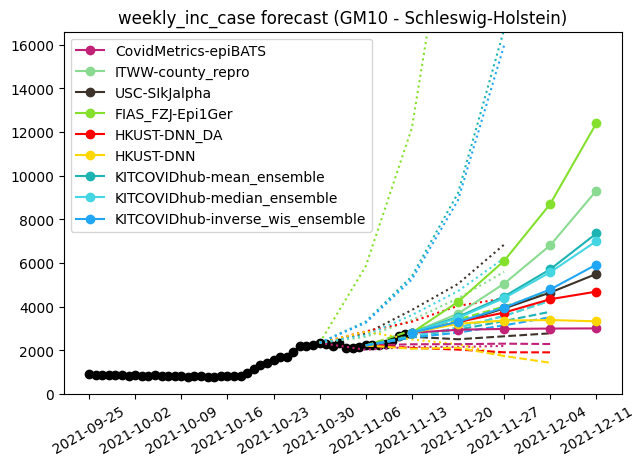 weekly_inc_case forecast (GM10 - Schleswig-Holstein)
16000
14000
12000
10000
8000
6000
4000
2000
0
CovidMetrics-epiBATS
ITWW-county_repro
USC-SIkJalpha
FIAS_FZJ-Epi1Ger
HKUST-DNN_DA
HKUST-DNN
KITCOVIDhub-mean_ensemble
KITCOVIDhub-median_ensemble
KITCOVIDhub-inverse_wis_ensemble
2021-09-25
2021-10-02
2021-10-09
2021-10-16
2021-10-23
2021-10-30
2021-11-06
2021-11-13
2021-11-20
2021-11-27
2021-12-04
2021-12-11